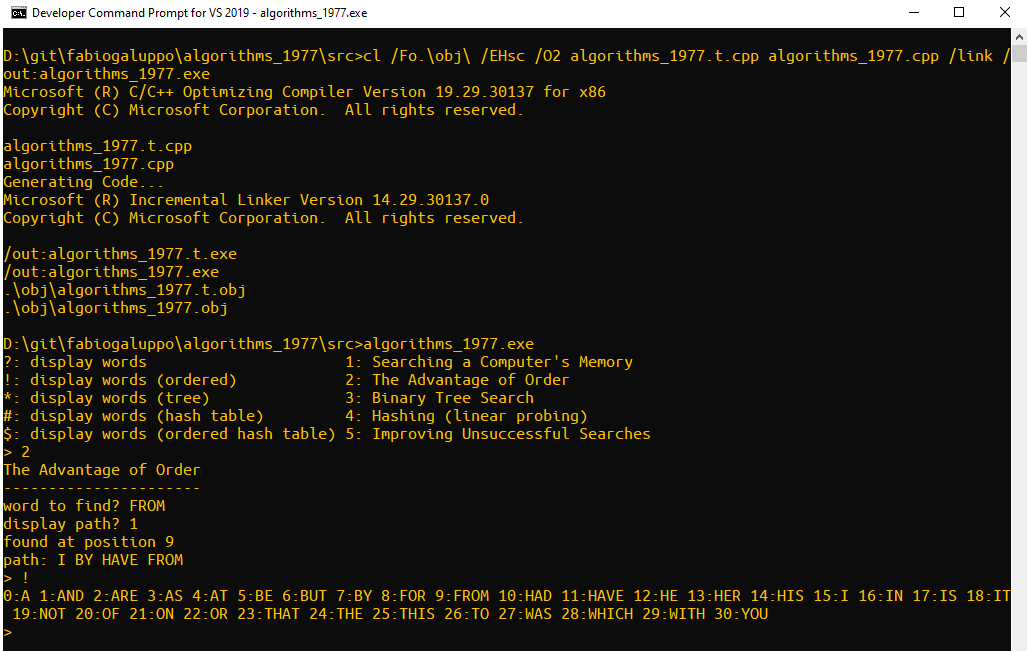 Developer Command Prompt for VS 2019 - algorithms_1977.exe
D:\git\fabiogaluppo\algorithms_1977\src>cl /Fo.\obj\ /EHsc /O2 algorithms_1977.t.cpp algorithms_1977.cpp /link /
out:algorithms_1977.exe
Microsoft (R) C/C++ Optimizing Compiler Version 19.29.30137 for x86
Copyright (C) Microsoft Corporation.  All rights reserved.
algorithms_1977.t.cpp
algorithms_1977.cpp
Generating Code...
Microsoft (R) Incremental Linker Version 14.29.30137.0
Copyright (C) Microsoft Corporation.  All rights reserved.
/out:algorithms_1977.t.exe
/out:algorithms_1977.exe
.\obj\algorithms_1977.t.obj
.\obj\algorithms_1977.obj
D:\git\fabiogaluppo\algorithms_1977\src>algorithms_1977.exe
?: display words                      1: Searching a Computer's Memory
!: display words (ordered)            2: The Advantage of Order
*: display words (tree)               3: Binary Tree Search
#: display words (hash table)         4: Hashing (linear probing)
$: display words (ordered hash table) 5: Improving Unsuccessful Searches
> 2
The Advantage of Order
----------------------
word to find? FROM
display path? 1
found at position 9
path: I BY HAVE FROM
> !
0:A 1:AND 2:ARE 3:AS 4:AT 5:BE 6:BUT 7:BY 8:FOR 9:FROM 10:HAD 11:HAVE 12:HE 13:HER 14:HIS 15:I 16:IN 17:IS 18:IT
19:NOT 20:OF 21:ON 22:OR 23:THAT 24:THE 25:THIS 26:TO 27:WAS 28:WHICH 29:WITH 30:YOU
>